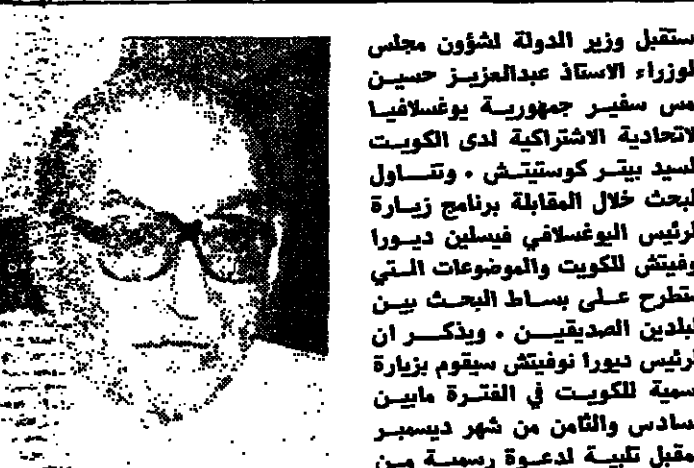 ستقبل وزير الدولة لشؤون مجلس
لوزراء الاستاذ عبدالعزيز حسين
مس سفير جمهورية يوغسلافيا
لاتحادية الاشتراكية لدى الكويت
لسيد بيتر كوستيتش . وتناول
لبحث خلال المقابلة برنامج زيارة
لرئيس اليوغسلافي فيسلين ديورا
وفيتش للكويت والموضوعات التي
ستطرح على بساط البحث بين
لبلدين الصديقين . ويذكر ان
لرئيس ديورا نوفيتش سيقوم بزيارة
سمية للكويت في الفترة مابين
سادس والثامن من شهر ديسمبر
مقبل تلبية لدعوة رسمية من